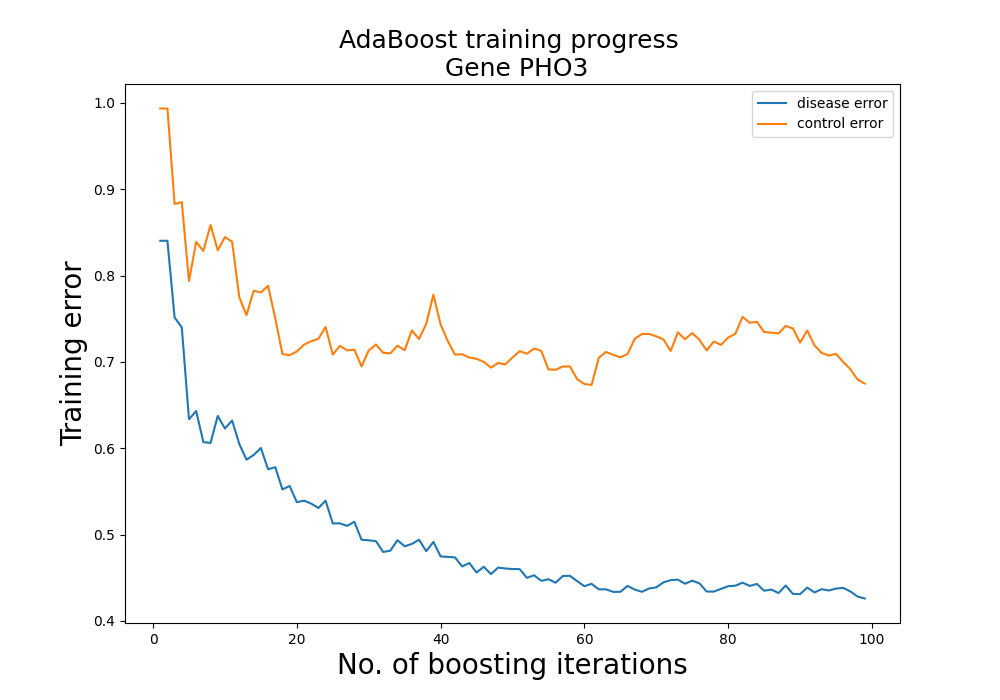 AdaBoost training progress
Gene PHO3
disease error
control error
Training error
1.0
0.9
0.8
0.7
0.6
0.5
0.4
0
20
40
60
80
100
No. of boosting iterations